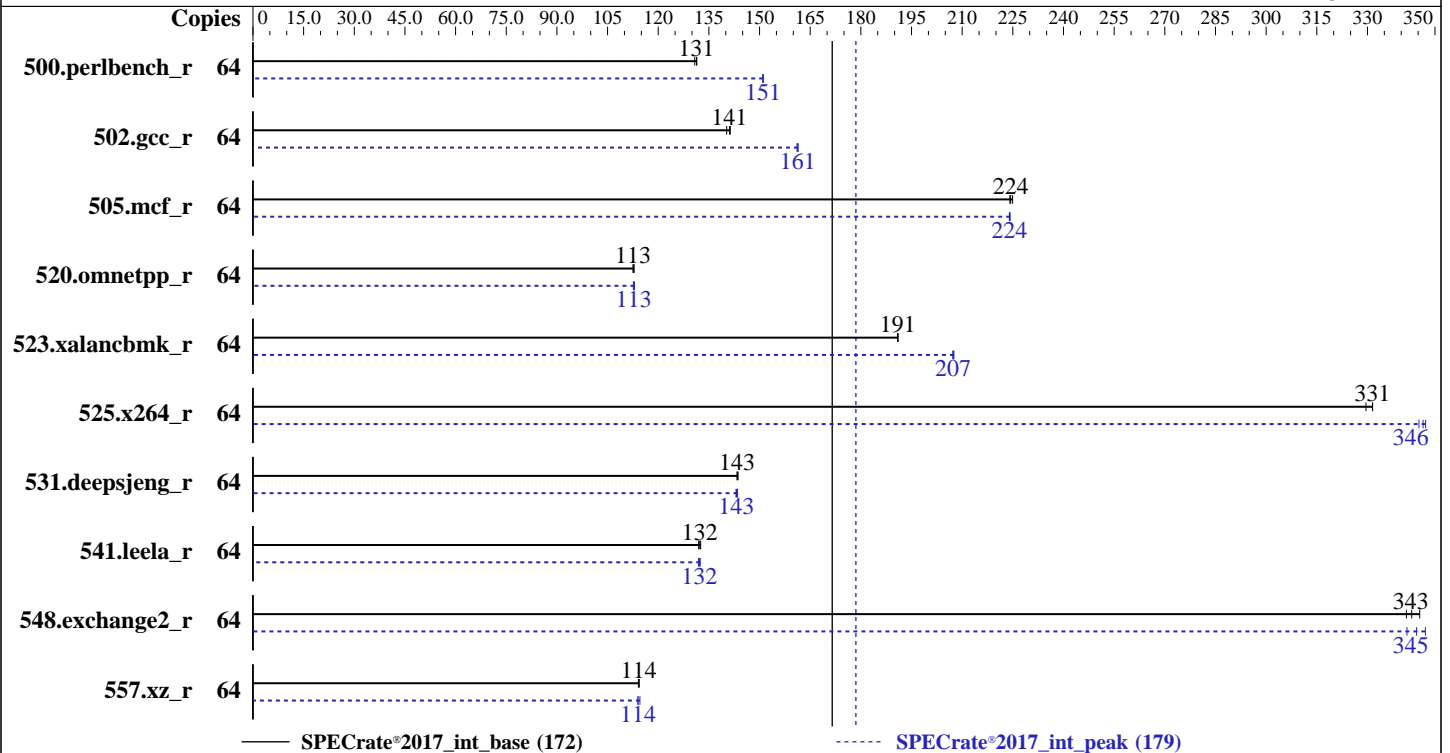 Copies 0 15.0 30.0 45.0 60.0 75.0 90.0 105 120 135 150 165 180 195 210 225 240 255 270 285 300 315 330 350
131
500.perlbench_r 64
151
141
502.gcc_r 64
161
224
505.mcf_r 64
224
113
520.omnetpp_r 64
113
191
523.xalancbmk_r 64
207
331
525.x264_r 64
346
143
531.deepsjeng_r 64
143
132
541.leela_r 64
132
343
548.exchange2_r 64
345
114
557.xz_r 64
114
SPECrate®2017_int_base (172) SPECrate®2017_int_peak (179)